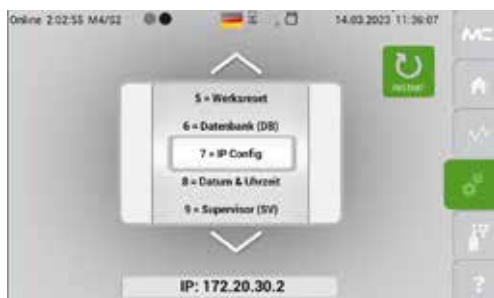 Online 2.02.55 M4/S2
14.03.2023 11:36:07
MC
5 = Werksreset
6 = Datenbank (DB)
7 = IP Config
8 = Datum & Uhrzeit
9 = Supervisor (SV)
IP: 172.20.30.2
?